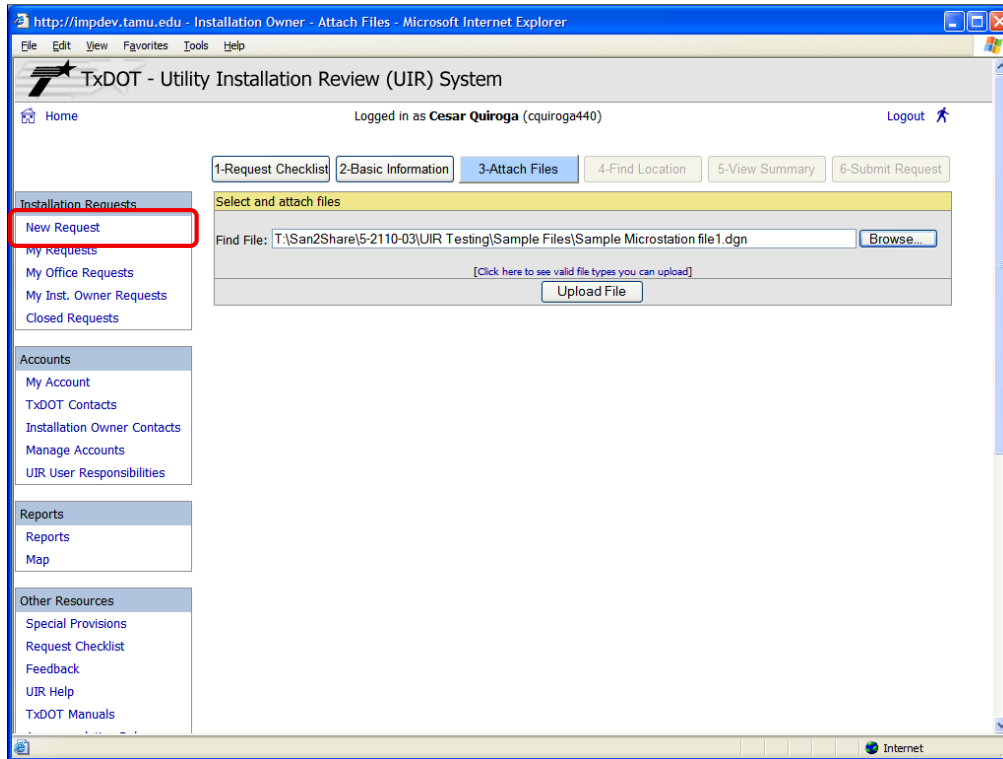 http://impdev.tamu.edu - Installation Owner - Attach Files - Microsoft Internet Explorer
File Edit View Favorites Tools Help
TxDOT - Utility Installation Review (UIR) System
Home Logged in as Cesar Quiroga (cquiroga440) Logout
1-Request Checklist 2-Basic Information 3-Attach Files 4-Find Location 5-View Summary 6-Submit Request
Installation Requests
New Request
My Requests
My Office Requests
My Inst. Owner Requests
Closed Requests
Select and attach files
Find File: T:\San2Share\5-2110-03\UIR Testing\Sample Files\Sample Microstation file1.dgn Browse...
[Click here to see valid file types you can upload]
Upload File
Accounts
My Account
TxDOT Contacts
Installation Owner Contacts
Manage Accounts
UIR User Responsibilities
Reports
Reports
Map
Other Resources
Special Provisions
Request Checklist
Feedback
UIR Help
TxDOT Manuals
Internet